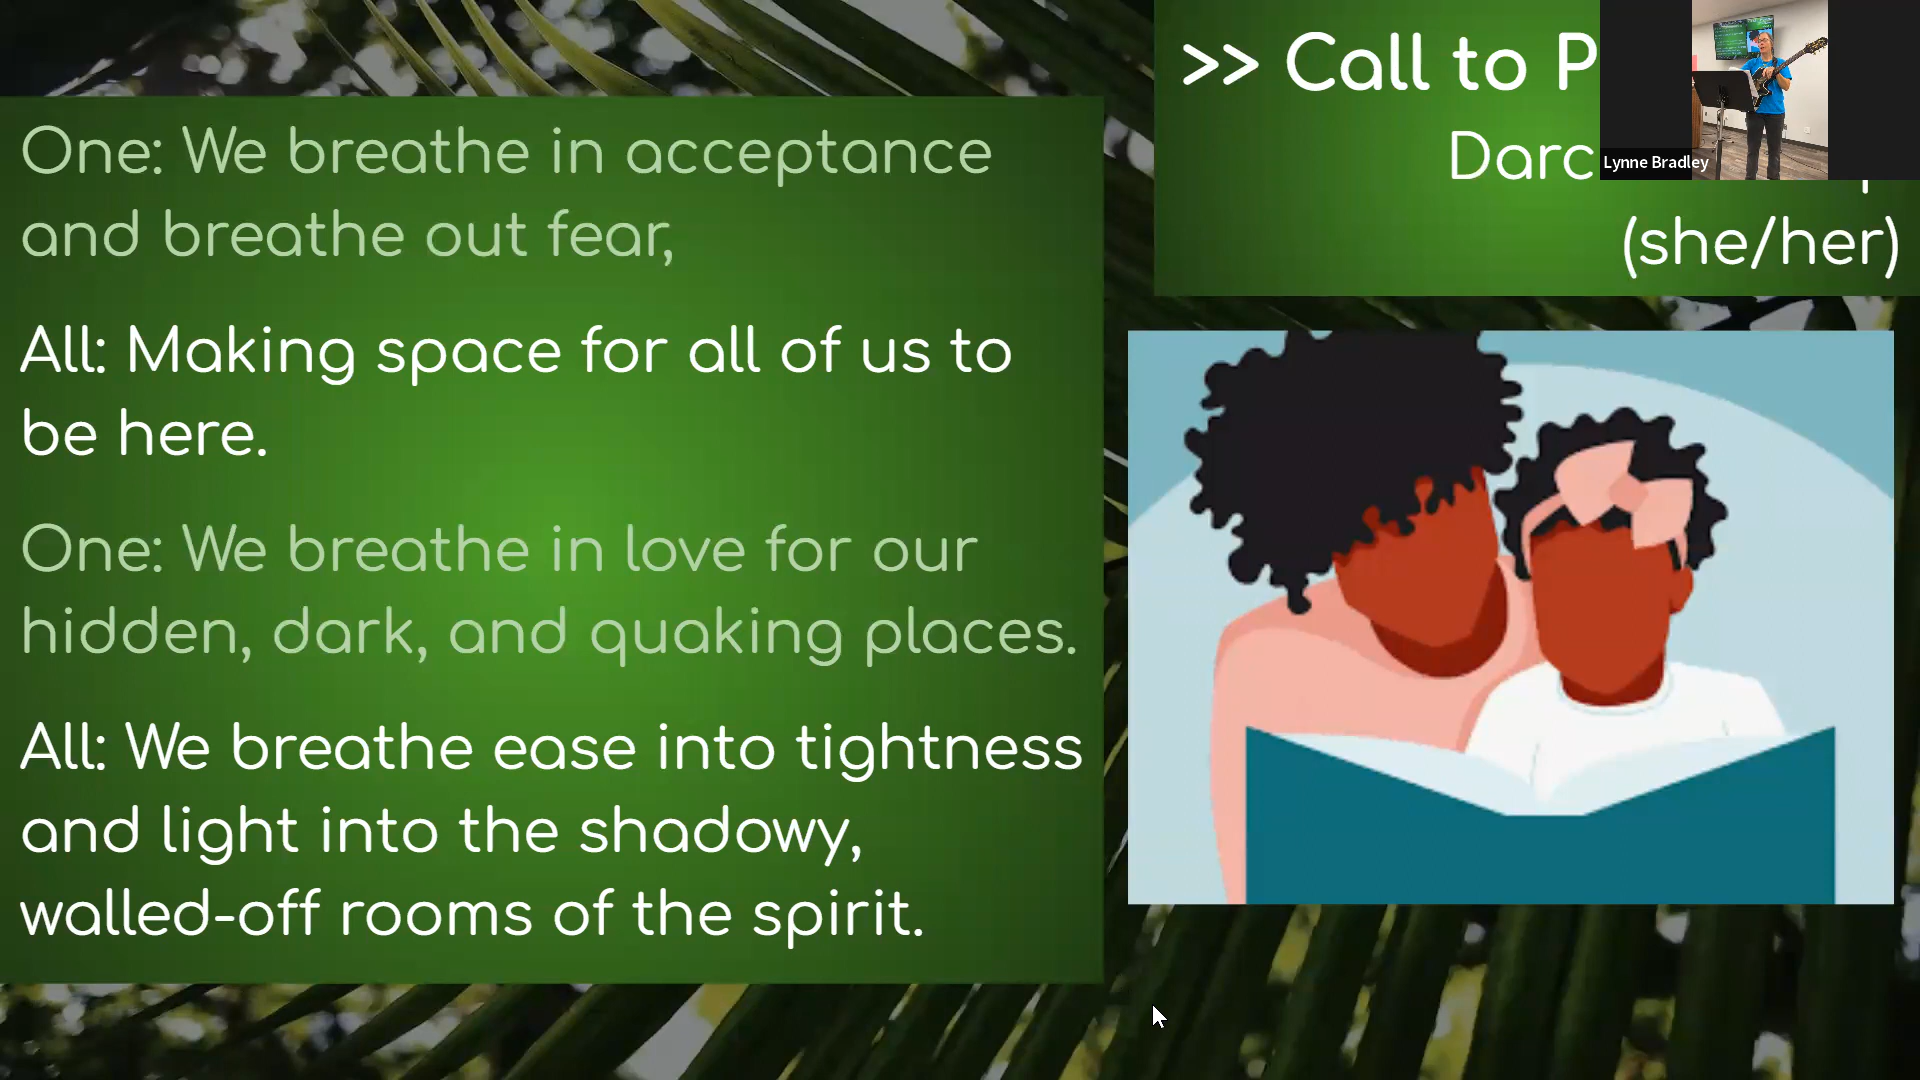 One: We breathe in acceptance
and breathe out fear,
All: Making space for all of us to
be here.
One: We breathe in love for our
hidden, dark, and quaking places.
All: We breathe ease into tightness
and light into the shadowy,
walled-off rooms of the spirit.
>> Call to
(she/her)
Lynne Bradley